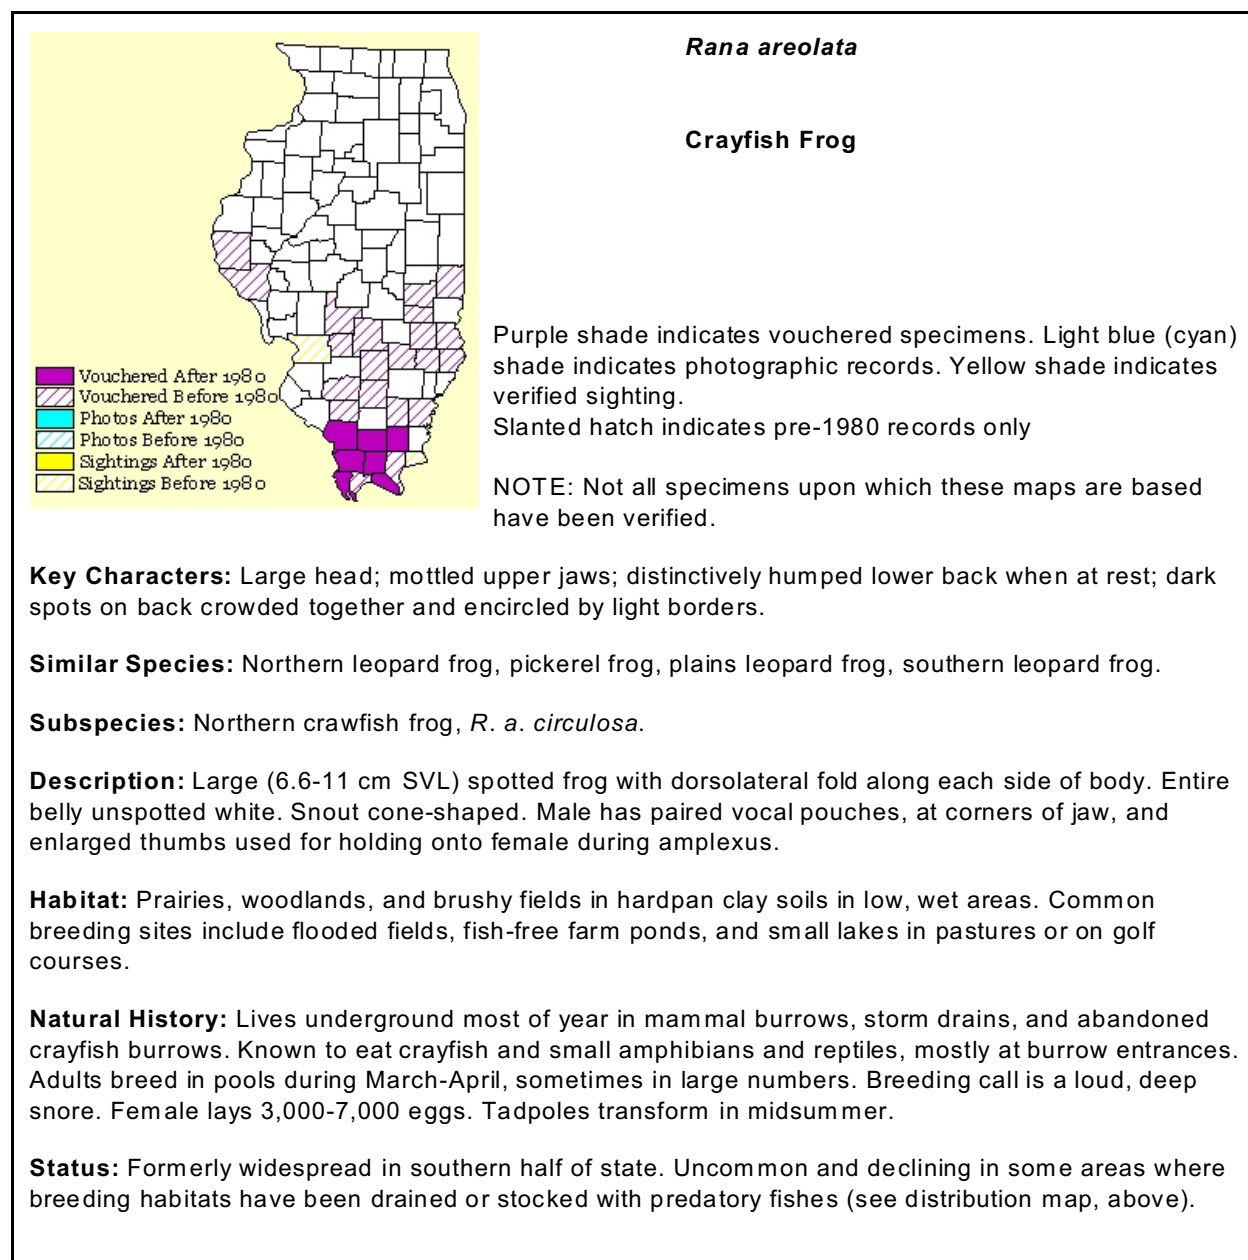 Rana areolata
Crayfish Frog
Vouchered After 1980
Vouchered Before 1980
Photos After 1980
Photos Before 1980
Sightings After 1980
Sightings Before 1980
Purple shade indicates vouchered specimens. Light blue (cyan)
shade indicates photographic records. Yellow shade indicates
verified sighting.
Slanted hatch indicates pre-1980 records only
NOTE: Not all specimens upon which these maps are based
have been verified.
Key Characters: Large head; mottled upper jaws; distinctively humped lower back when at rest; dark
spots on back crowded together and encircled by light borders.
Similar Species: Northern leopard frog, pickerel frog, plains leopard frog, southern leopard frog.
Subspecies: Northern crawfish frog, R. a. circulosa.
Description: Large (6.6-11 cm SVL) spotted frog with dorsolateral fold along each side of body. Entire
belly unspotted white. Snout cone-shaped. Male has paired vocal pouches, at corners of jaw, and
enlarged thumbs used for holding onto female during amplexus.
Habitat: Prairies, woodlands, and brushy fields in hardpan clay soils in low, wet areas. Common
breeding sites include flooded fields, fish-free farm ponds, and small lakes in pastures or on golf
courses.
Natural History: Lives underground most of year in mammal burrows, storm drains, and abandoned
crayfish burrows. Known to eat crayfish and small amphibians and reptiles, mostly at burrow entrances.
Adults breed in pools during March-April, sometimes in large numbers. Breeding call is a loud, deep
snore. Female lays 3,000-7,000 eggs. Tadpoles transform in midsummer.
Status: Formerly widespread in southern half of state. Uncommon and declining in some areas where
breeding habitats have been drained or stocked with predatory fishes (see distribution map, above).